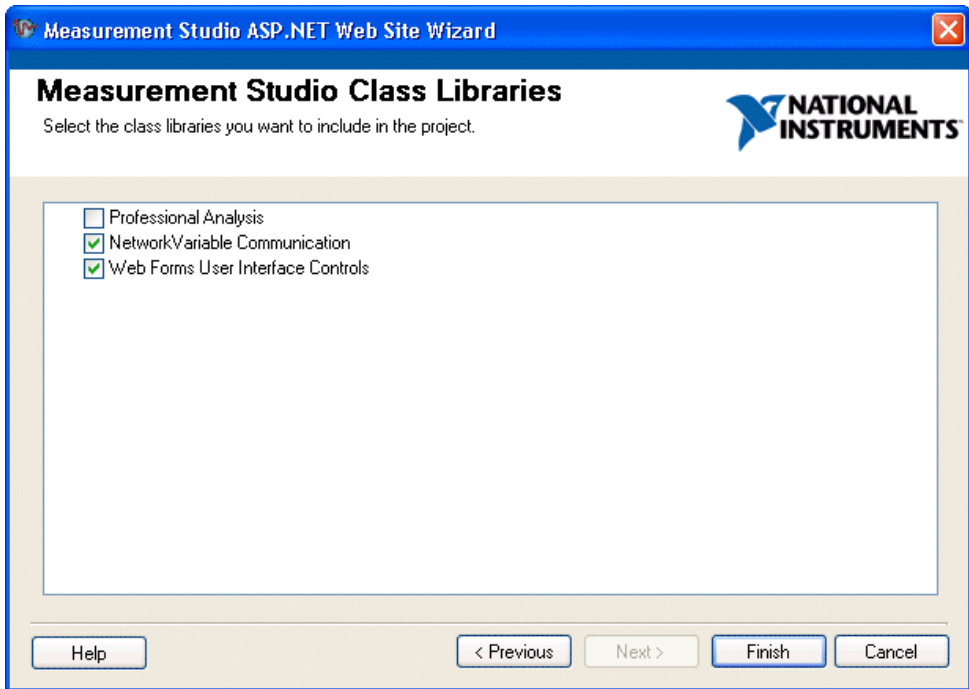 Measurement Studio ASP.NET Web Site Wizard
Measurement Studio Class Libraries
Select the class libraries you want to include in the project.
NATIONAL
INSTRUMENTS
Professional Analysis
NetworkVariable Communication
Web Forms User Interface Controls
Help
< Previous
Next >
Finish
Cancel